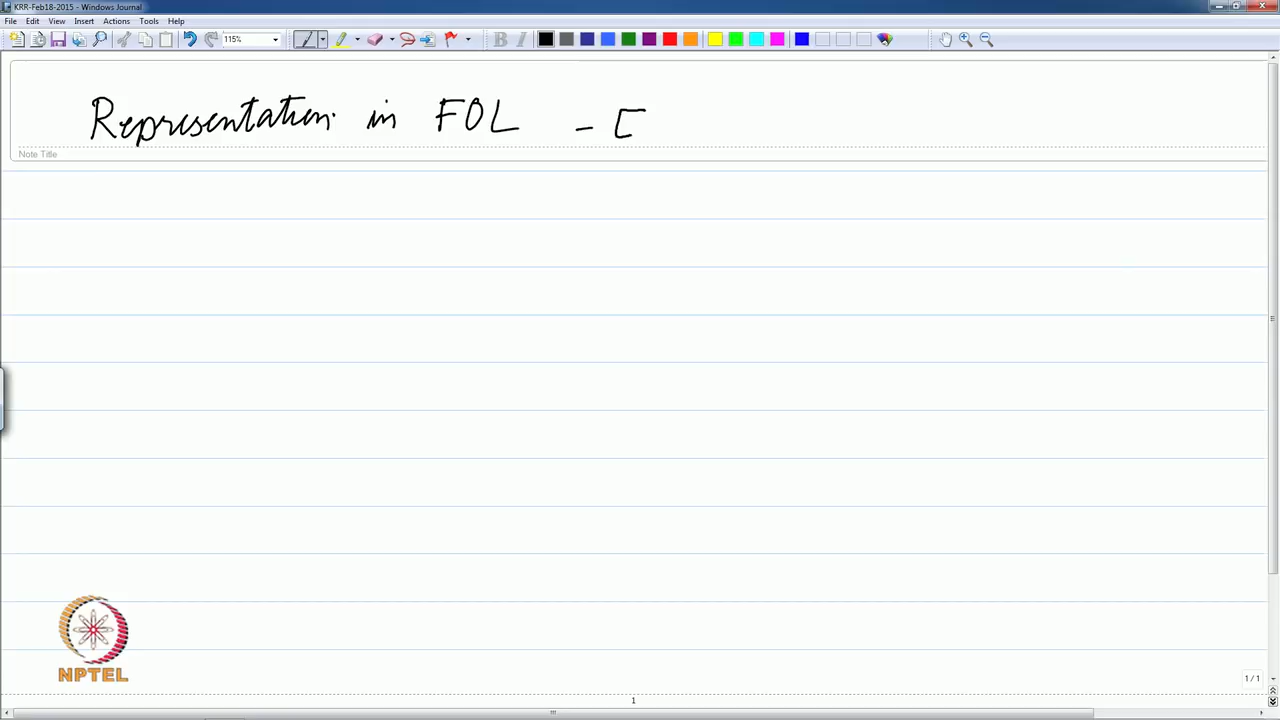 KRR-Feb18-2015 - Windows Journal
File Edit View Insert Actions Tools Help
115%
Representation in FOL -
Note Title
NPTEL
1/1
1